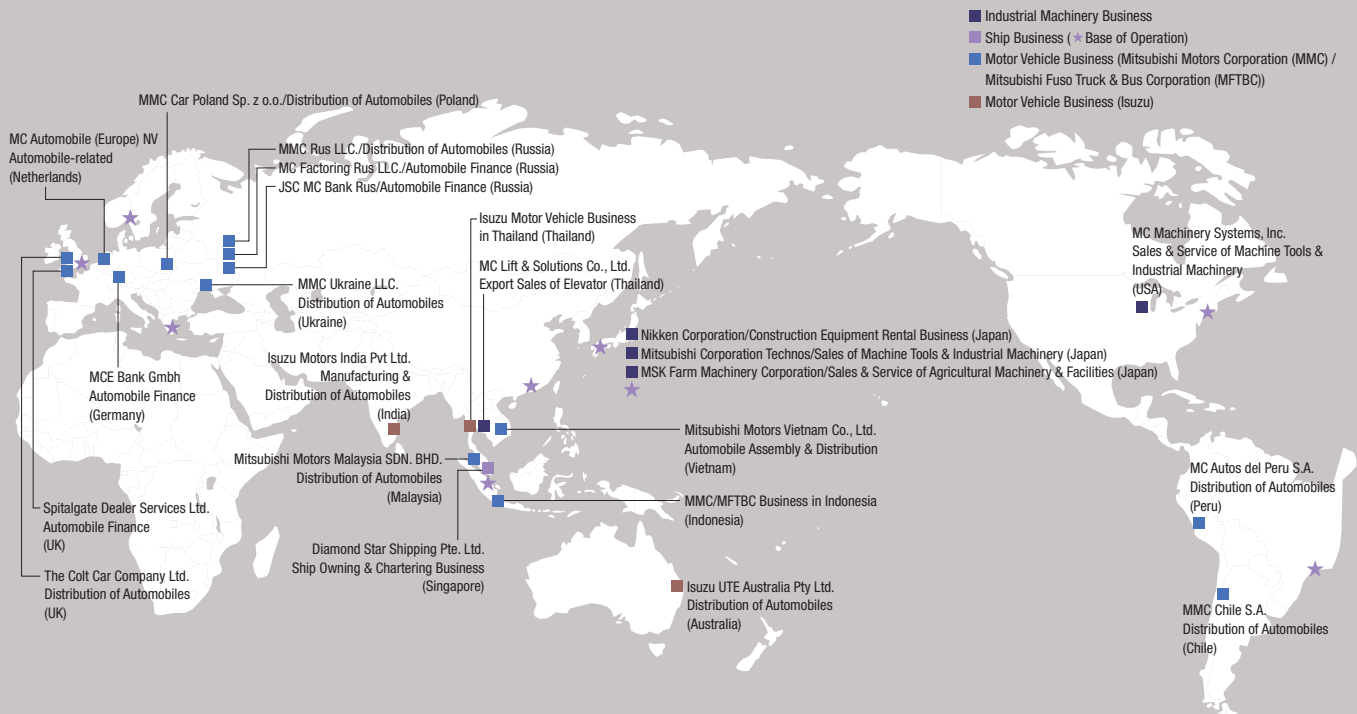 Industrial Machinery Business
Ship Business (★Base of Operation)
Motor Vehicle Business (Mitsubishi Motors Corporation (MMC) /
Mitsubishi Fuso Truck & Bus Corporation (MFTBC))
Motor Vehicle Business (Isuzu)
MMC Car Poland Sp. z o.o./Distribution of Automobiles (Poland)
MC Automobile (Europe) NV
Automobile-related
(Netherlands)
MMC Rus LLC./Distribution of Automobiles (Russia)
MC Factoring Rus LLC./Automobile Finance (Russia)
JSC MC Bank Rus/Automobile Finance (Russia)
Isuzu Motor Vehicle Business
in Thailand (Thailand)
MC Lift & Solutions Co., Ltd.
Export Sales of Elevator (Thailand)
MC Machinery Systems, Inc.
Sales & Service of Machine Tools &
Industrial Machinery
(USA)
MMC Ukraine LLC.
Distribution of Automobiles
(Ukraine)
Nikken Corporation/Construction Equipment Rental Business (Japan)
Mitsubishi Corporation Technos/Sales of Machine Tools & Industrial Machinery (Japan)
MSK Farm Machinery Corporation/Sales & Service of Agricultural Machinery & Facilities (Japan)
Isuzu Motors India Pvt Ltd.
Manufacturing &
Distribution of Automobiles
(India)
MCE Bank Gmbh
Automobile Finance
(Germany)
Mitsubishi Motors Vietnam Co., Ltd.
Automobile Assembly & Distribution
(Vietnam)
Mitsubishi Motors Malaysia SDN. BHD.
Distribution of Automobiles
(Malaysia)
MC Autos del Peru S.A.
Distribution of Automobiles
(Peru)
MMC/MFTBC Business in Indonesia
(Indonesia)
Spitalgate Dealer Services Ltd.
Automobile Finance
(UK)
Diamond Star Shipping Pte. Ltd.
Ship Owning & Chartering Business
(Singapore)
The Colt Car Company Ltd.
Distribution of Automobiles
(UK)
Isuzu UTE Australia Pty Ltd.
Distribution of Automobiles
(Australia)
MMC Chile S.A.
Distribution of Automobiles
(Chile)